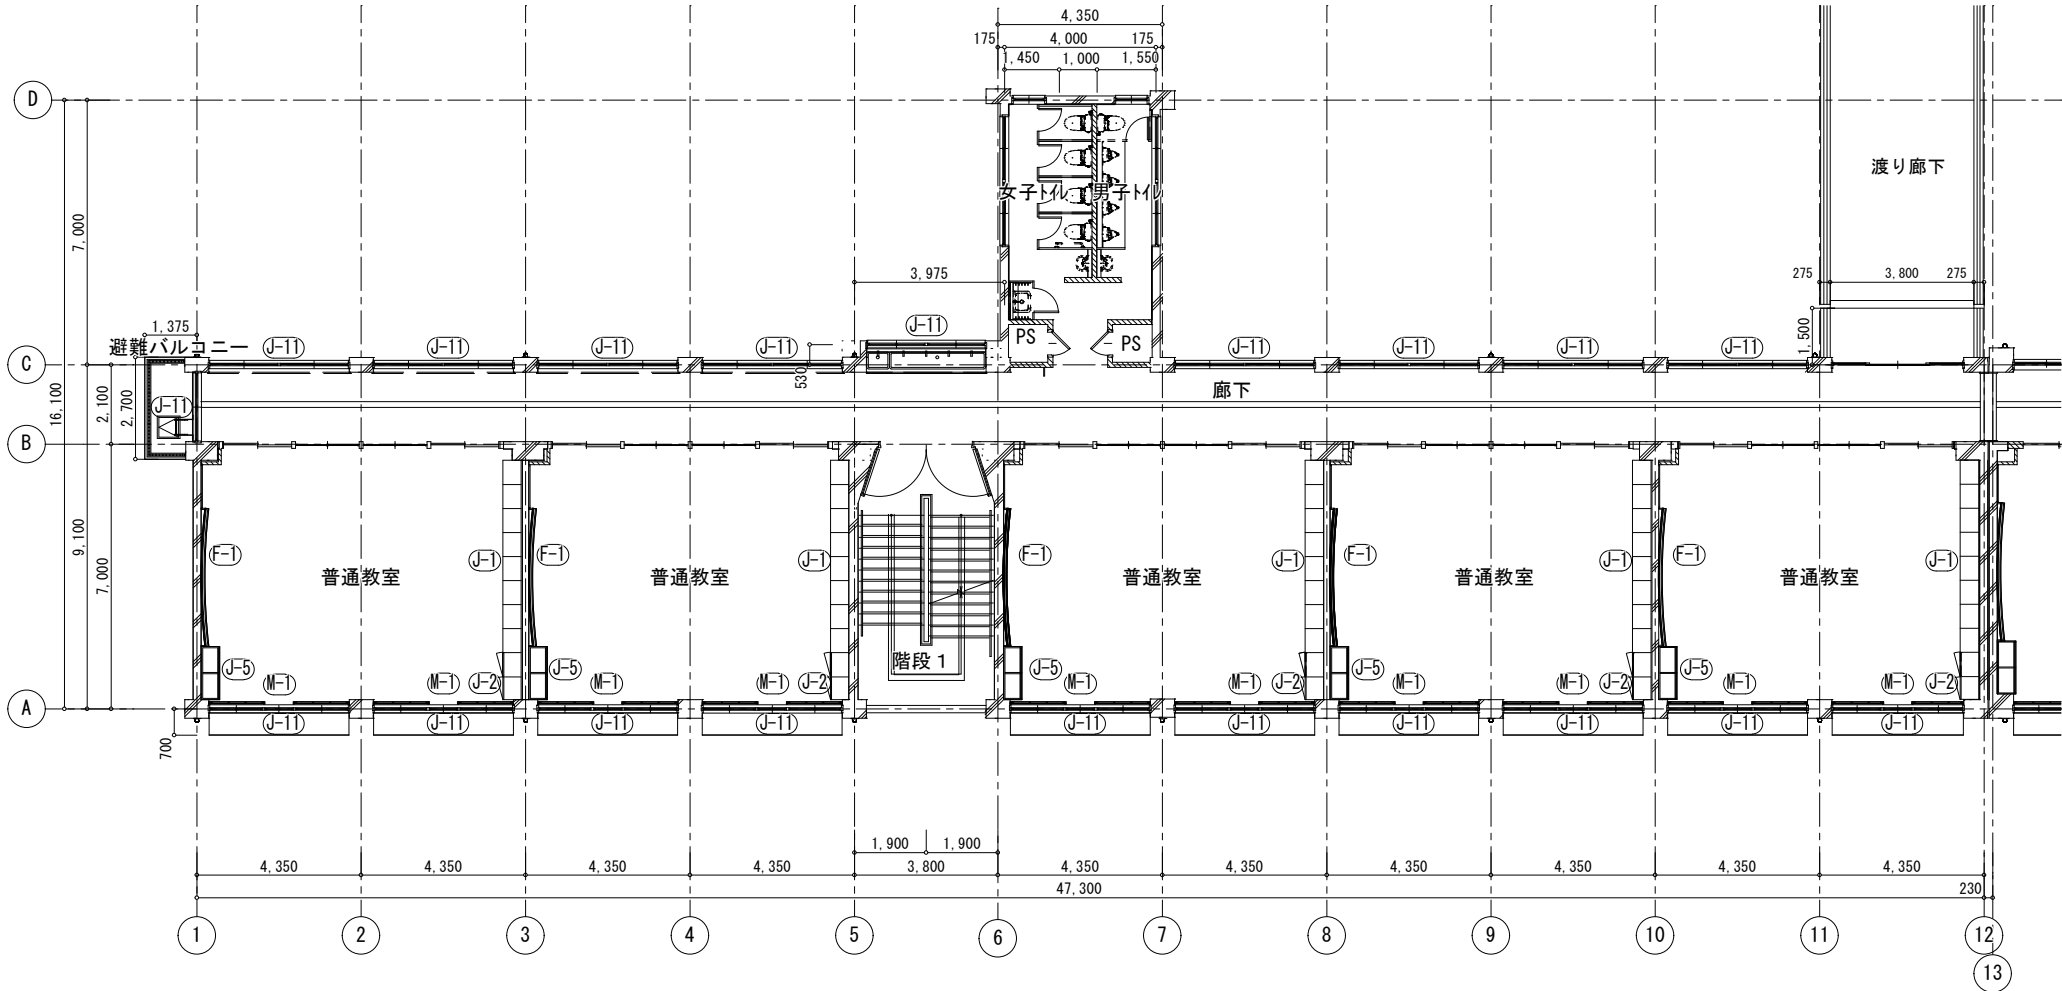 4,350
175 4,000 175
1,450 1,000 1,550
D
7,000
渡り廊下
女子ﾄｲﾚ 男子ﾄｲﾚ
3,975
275 3,800 275
1,375
J-11
PS
PS
避難バルコニー
J-11 J-11 J-11 J-11
J-11 J-11 J-11 J-11
1,500
C
530
廊下
16,100
2,100
2,700
J-11
B
9,100
7,000
F-1 J-1 F-1 J-1 F-1 J-1 F-1 J-1 F-1 J-1
普通教室 普通教室 普通教室 普通教室 普通教室
階段１
J-5 J-5 J-5 J-5 J-5
M-1 M-1 J-2 M-1 M-1 J-2 M-1 M-1 J-2 M-1 M-1 J-2 M-1 M-1 J-2
A
J-11 J-11 J-11 J-11 J-11 J-11 J-11 J-11 J-11 J-11
700
1,900 1,900
4,350 4,350 4,350 4,350 3,800 4,350 4,350 4,350 4,350 4,350 4,350
47,300 230
1 2 3 4 5 6 7 8 9 10 11 12
13